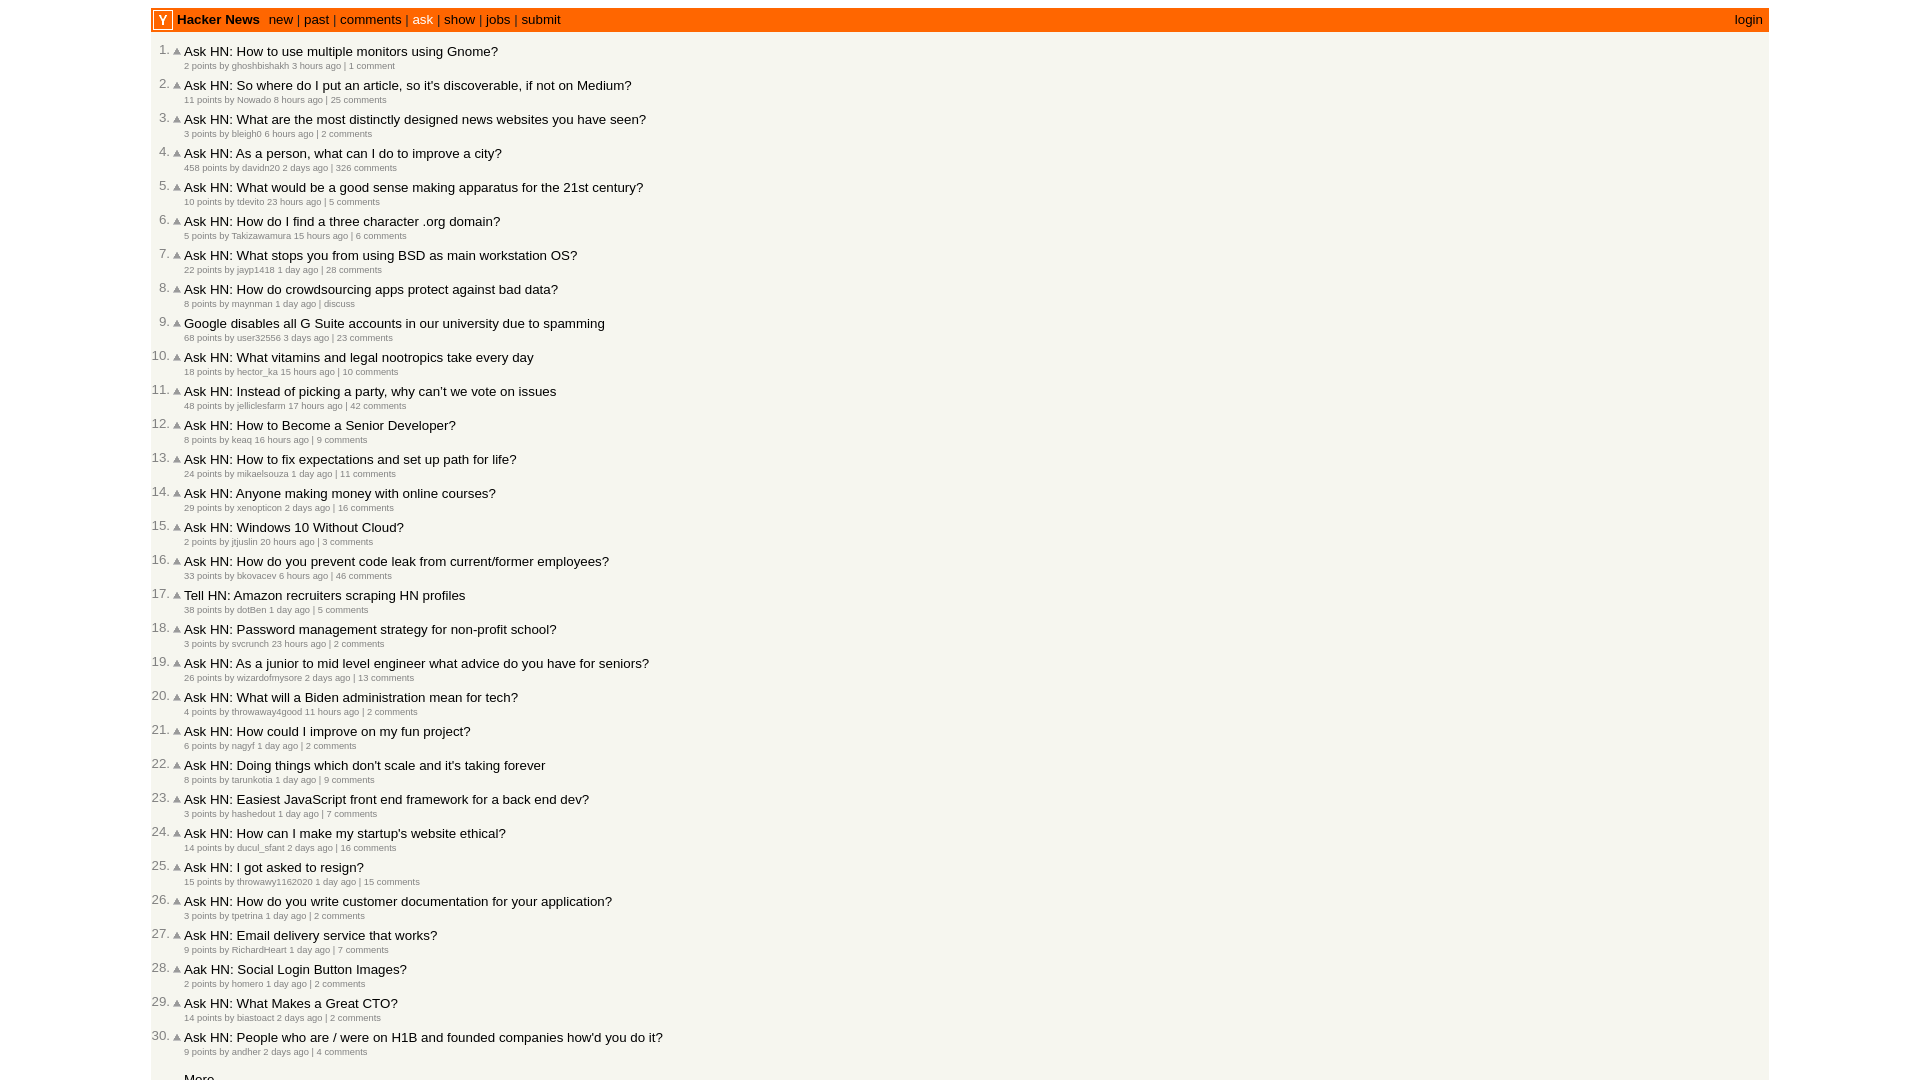 Y Hacker News new | past | comments | ask | show | jobs | submit login
1. Ask HN: How to use multiple monitors using Gnome?
2 points by ghoshbishakh 3 hours ago | 1 comment
2. Ask HN: So where do I put an article, so it's discoverable, if not on Medium?
11 points by Nowado 8 hours ago | 25 comments
3. Ask HN: What are the most distinctly designed news websites you have seen?
3 points by bleigh0 6 hours ago | 2 comments
4. Ask HN: As a person, what can I do to improve a city?
458 points by davidn20 2 days ago | 326 comments
5. Ask HN: What would be a good sense making apparatus for the 21st century?
10 points by tdevito 23 hours ago | 5 comments
6. Ask HN: How do I find a three character .org domain?
5 points by Takizawamura 15 hours ago | 6 comments
7. Ask HN: What stops you from using BSD as main workstation OS?
22 points by jayp1418 1 day ago | 28 comments
8. Ask HN: How do crowdsourcing apps protect against bad data?
8 points by maynman 1 day ago | discuss
9. Google disables all G Suite accounts in our university due to spamming
68 points by user32556 3 days ago | 23 comments
10. Ask HN: What vitamins and legal nootropics take every day
18 points by hector_ka 15 hours ago | 10 comments
11. Ask HN: Instead of picking a party, why can’t we vote on issues
48 points by jelliclesfarm 17 hours ago | 42 comments
12. Ask HN: How to Become a Senior Developer?
8 points by keaq 16 hours ago | 9 comments
13. Ask HN: How to fix expectations and set up path for life?
24 points by mikaelsouza 1 day ago | 11 comments
14. Ask HN: Anyone making money with online courses?
29 points by xenopticon 2 days ago | 16 comments
15. Ask HN: Windows 10 Without Cloud?
2 points by jtjuslin 20 hours ago | 3 comments
16. Ask HN: How do you prevent code leak from current/former employees?
33 points by bkovacev 6 hours ago | 46 comments
17. Tell HN: Amazon recruiters scraping HN profiles
38 points by dotBen 1 day ago | 5 comments
18. Ask HN: Password management strategy for non-profit school?
3 points by svcrunch 23 hours ago | 2 comments
19. Ask HN: As a junior to mid level engineer what advice do you have for seniors?
26 points by wizardofmysore 2 days ago | 13 comments
20. Ask HN: What will a Biden administration mean for tech?
4 points by throwaway4good 11 hours ago | 2 comments
21. Ask HN: How could I improve on my fun project?
6 points by nagyf 1 day ago | 2 comments
22. Ask HN: Doing things which don't scale and it's taking forever
8 points by tarunkotia 1 day ago | 9 comments
23. Ask HN: Easiest JavaScript front end framework for a back end dev?
3 points by hashedout 1 day ago | 7 comments
24. Ask HN: How can I make my startup's website ethical?
14 points by ducul_sfant 2 days ago | 16 comments
25. Ask HN: I got asked to resign?
15 points by throwawy1162020 1 day ago | 15 comments
26. Ask HN: How do you write customer documentation for your application?
3 points by tpetrina 1 day ago | 2 comments
27. Ask HN: Email delivery service that works?
9 points by RichardHeart 1 day ago | 7 comments
28. Aak HN: Social Login Button Images?
2 points by homero 1 day ago | 2 comments
29. Ask HN: What Makes a Great CTO?
14 points by biastoact 2 days ago | 2 comments
30. Ask HN: People who are / were on H1B and founded companies how'd you do it?
9 points by andher 2 days ago | 4 comments
More